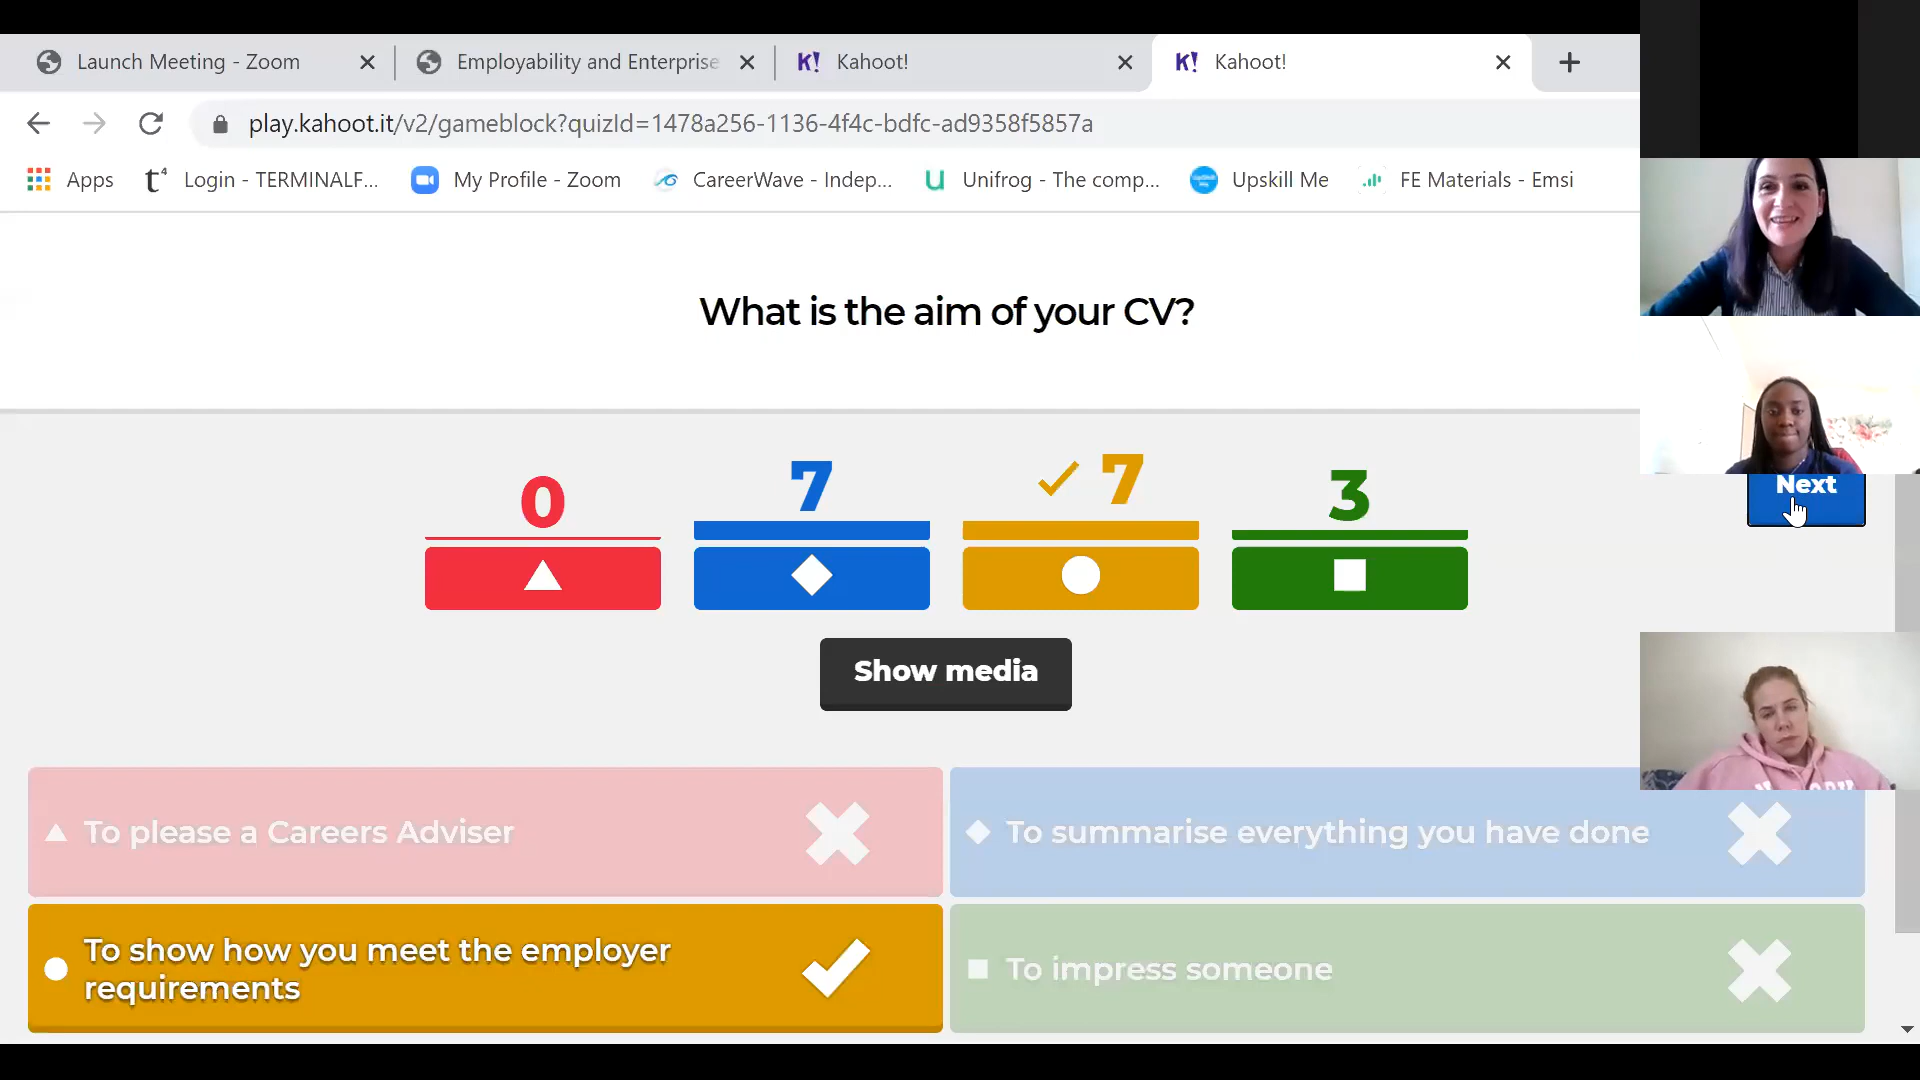 Launch Meeting - Zoom
Employability and Enterprise
K! Kahoot!
K! Kahoot!
play.kahoot.it/v2/gameblock?quizId=1478a256-1136-4f4c-bdfc-ad9358f5857a
Apps
t4 Login - TERMINALF...
My Profile - Zoom
CareerWave - Indep...
Unifrog - The comp...
Upskill Me
FE Materials - Emsi
What is the aim of your CV?
0
7
7
3
Next
Show media
To please a Careers Adviser
To summarise everything you have done
To show how you meet the employer
requirements
To impress someone